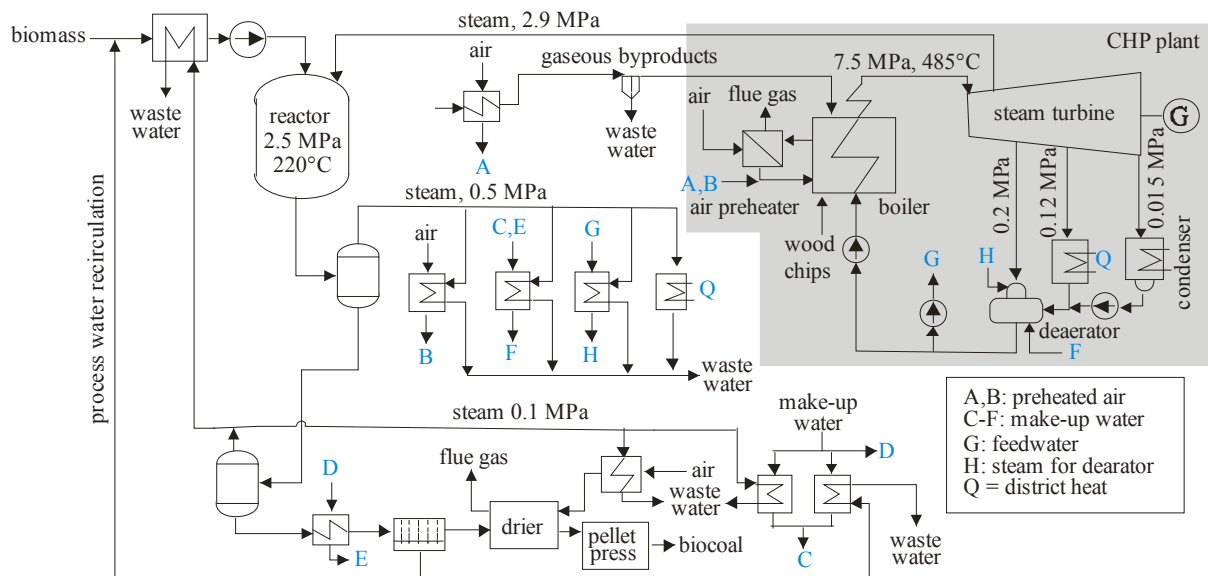 steam, 2.9 MPa
biomass
air
gaseous byproducts
CHP plant
7.5 MPa, 485°C
waste
water
reactor
2.5 MPa
220°C
A
waste
water
air
flue gas
steam turbine
G
A,B
air preheater
boiler
wood
chips
0.2 MPa
0.12 MPa
0.015 MPa
condenser
process water recirculation
steam, 0.5 MPa
air
C,E
G
Q
B
F
H
waste
water
G
H
Q
deaerator
F
A,B: preheated air
C-F: make-up water
G: feedwater
H: steam for dearator
Q = district heat
steam 0.1 MPa
make-up
water
D
D
flue gas
air
waste
water
drier
pellet
press
biocoal
E
C
waste
water